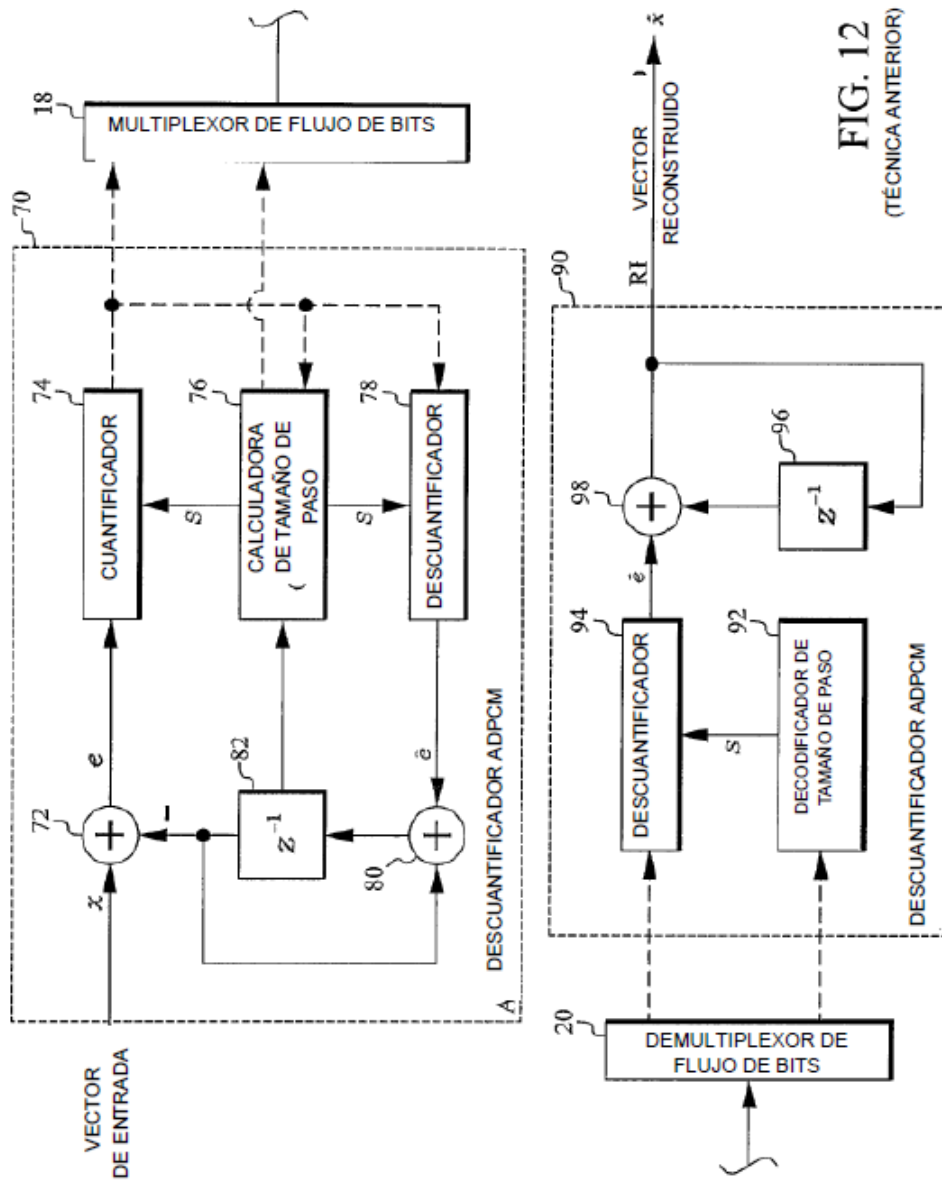 VECTOR
DE ENTRADA
x
72
+
e
−
74
CUANTIFICADOR
70
18
MULTIPLEXOR DE FLUJO DE BITS
S
76
CALCULADORA
DE TAMAÑO DE
PASO
(
S
82
z⁻¹
78
DESCUANTIFICADOR
ê
80
+
A
DESCUANTIFICADOR ADPCM
20
DEMULTIPLEXOR DE
FLUJO DE BITS
94
DESCUANTIFICADOR
ê
98
+
90
RI
VECTOR
RECONSTRUIDO
)
x̂
S
92
DECODIFICADOR DE
TAMAÑO DE PASO
96
z⁻¹
DESCUANTIFICADOR ADPCM
FIG. 12
(TÉCNICA ANTERIOR)